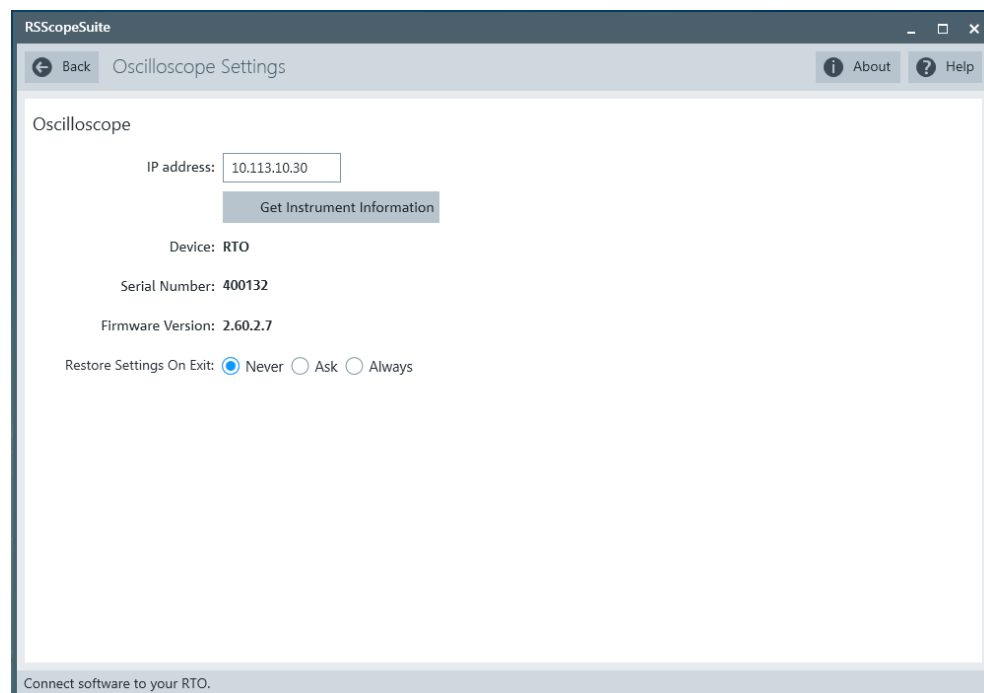 RSScopeSuite
Back Oscilloscope Settings About Help
Oscilloscope
IP address: 10.113.10.30
Get Instrument Information
Device: RTO
Serial Number: 400132
Firmware Version: 2.60.2.7
Restore Settings On Exit: Never Ask Always
Connect software to your RTO.